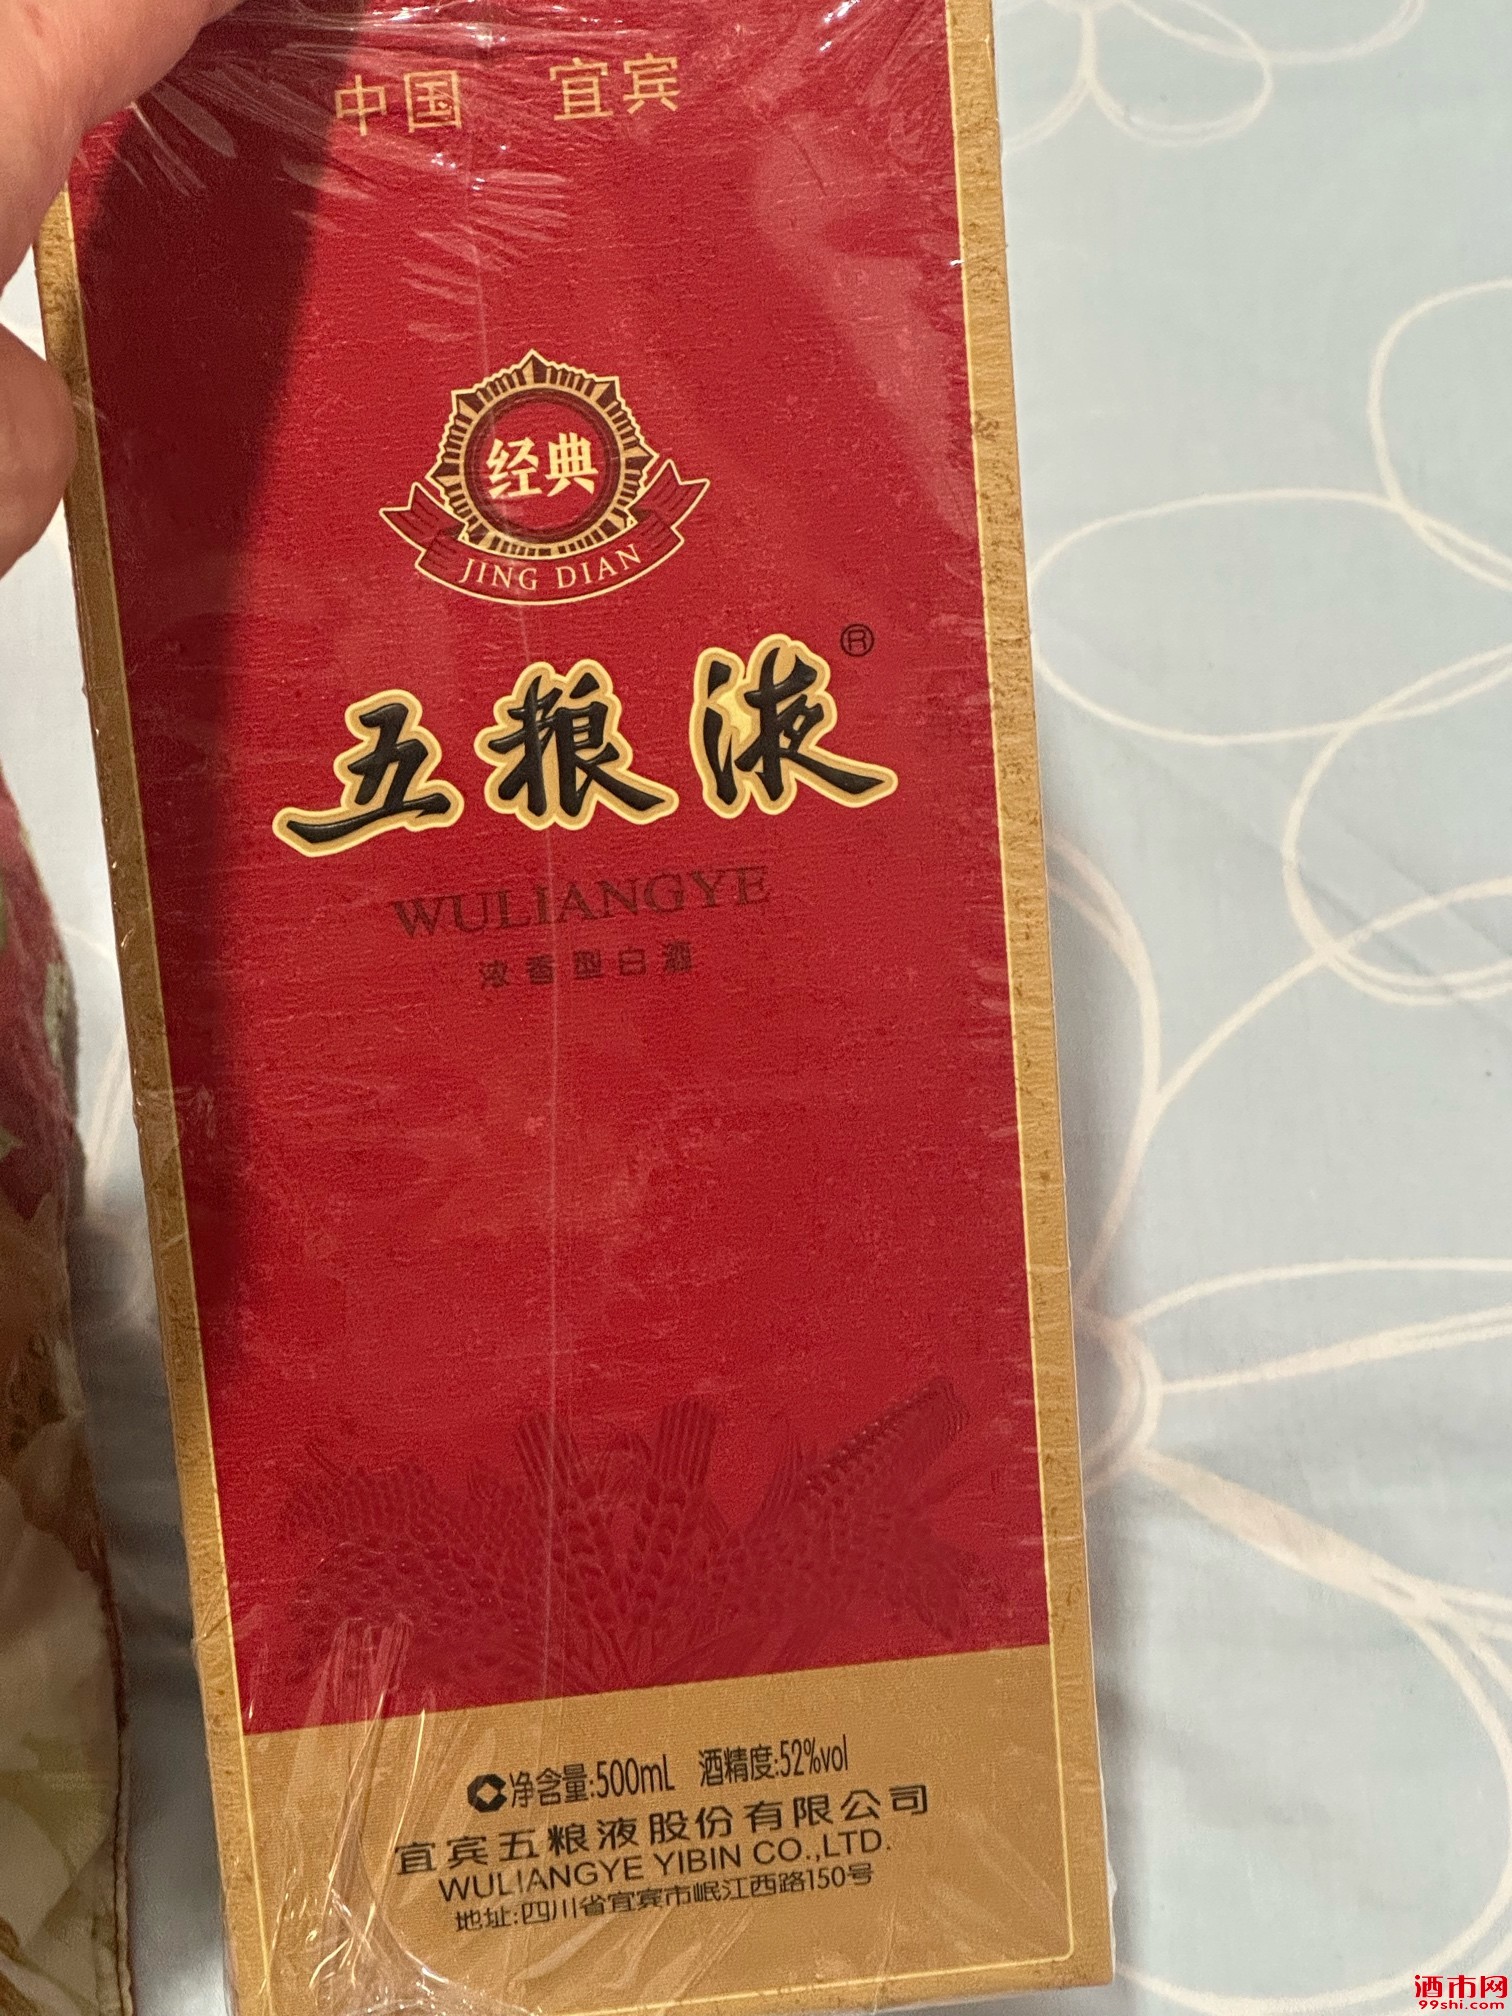 中国 宜宾
经典
JING DIAN
五粮液®
WULIANGYE
浓香型白酒
净含量:500mL 酒精度:52%vol
宜宾五粮液股份有限公司
WULIANGYE YIBIN CO.,LTD.
地址:四川省宜宾市岷江西路150号
酒市网
99shi.com